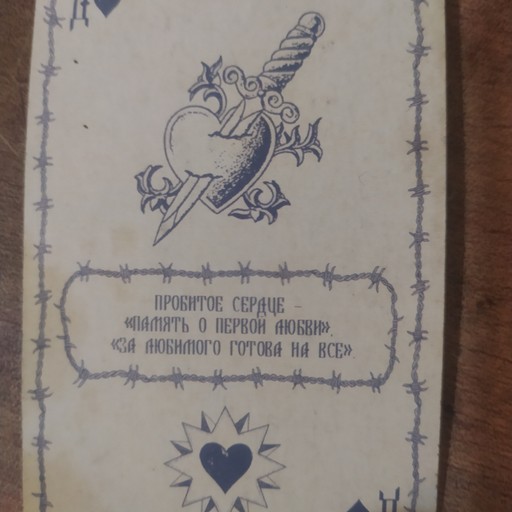 Д
ПРОБИТОЕ СЕРДЦЕ –
«ПАМЯТЬ О ПЕРВОЙ ЛЮБВИ».
«ЗА ЛЮБИМОГО ГОТОВА НА ВСЕ»
Д